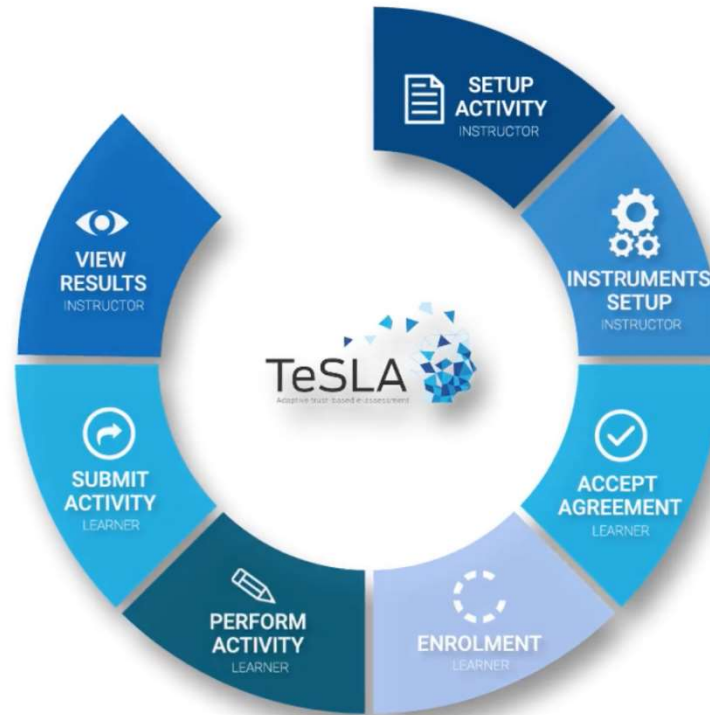 SETUP
ACTIVITY
INSTRUCTOR
INSTRUMENTS
SETUP
INSTRUCTOR
ACCEPT
AGREEMENT
LEARNER
ENROLMENT
LEARNER
PERFORM
ACTIVITY
LEARNER
SUBMIT
ACTIVITY
LEARNER
VIEW
RESULTS
INSTRUCTOR
TeSLA
Adaptive trust-based e-assessment